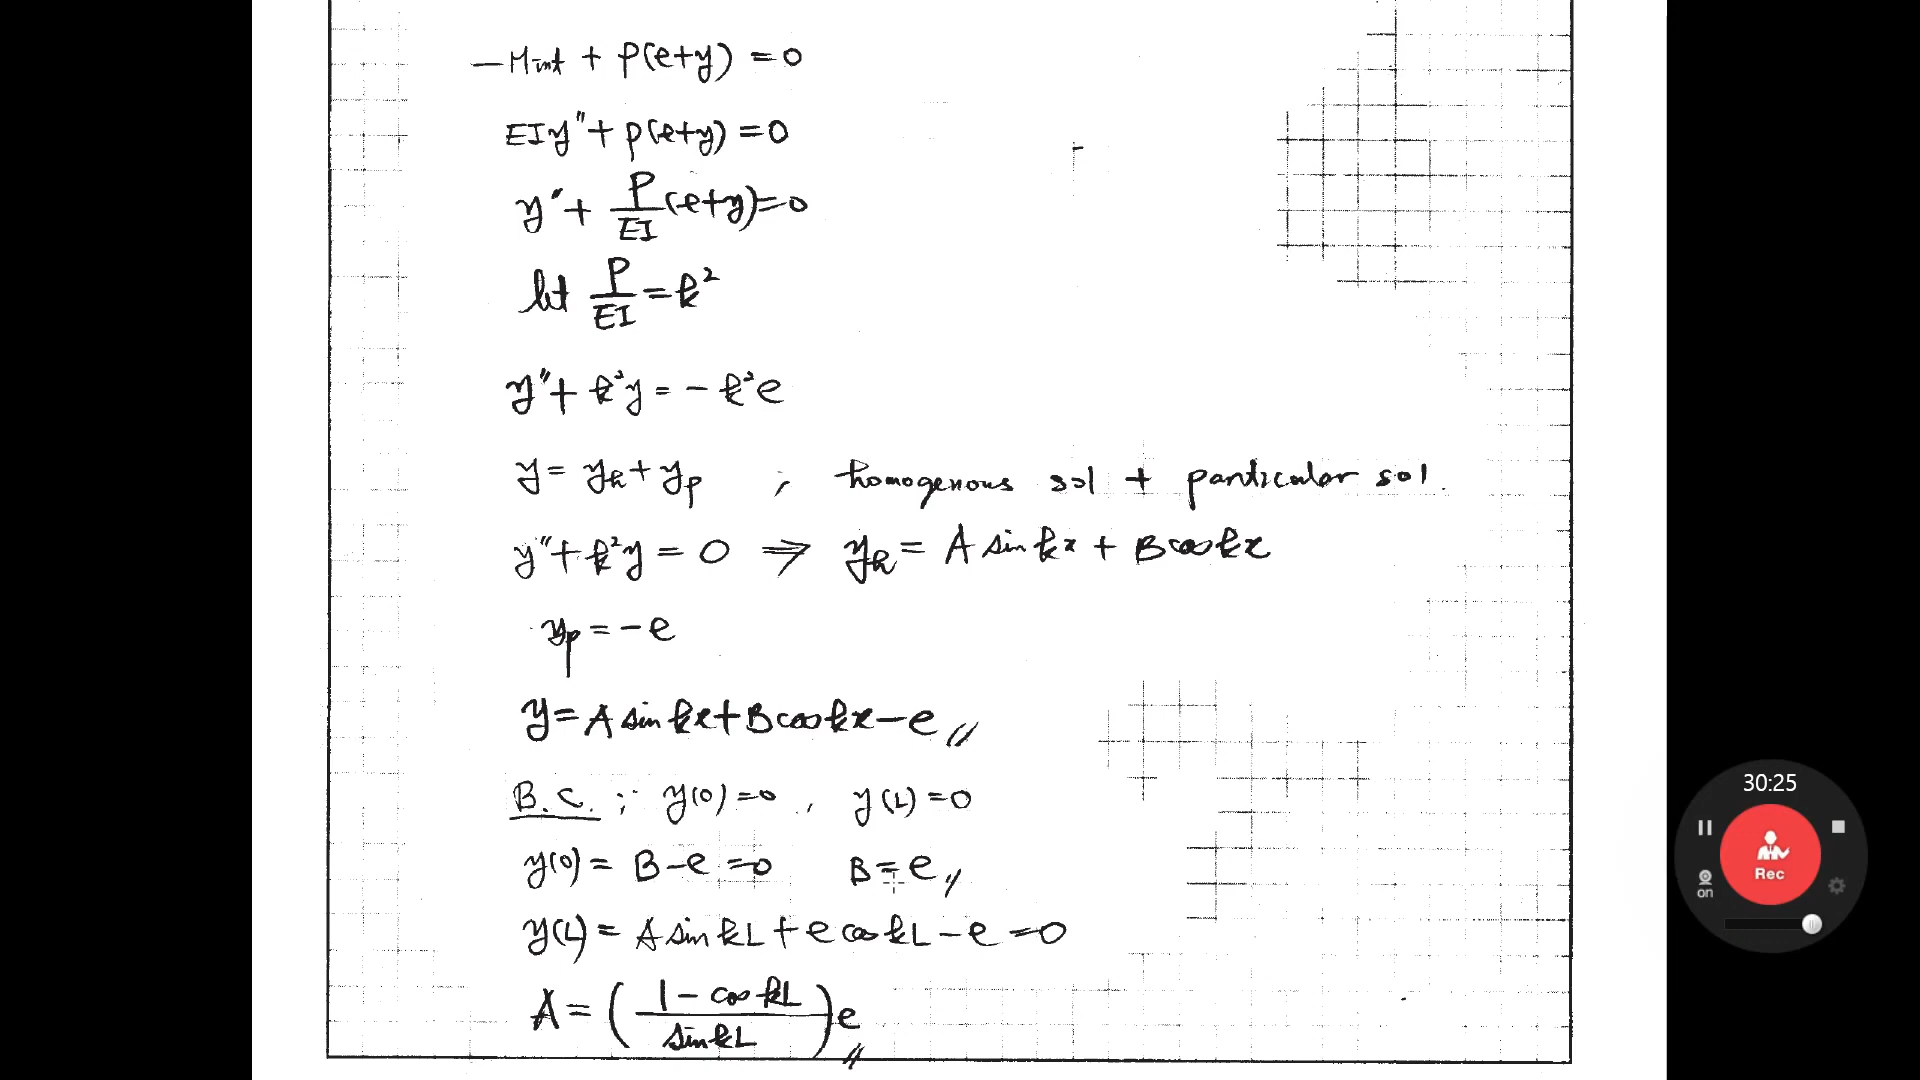 −Mint + P(e+y) = 0
EIy" + P(e+y) = 0
y" + P/EI (e+y) = 0
let P/EI = k²
y" + k²y = − k²e
y = yh + yp ; homogenous sol + particular sol.
y" + k²y = 0 ⇒ yh = A sin kx + B cos kx
yp = − e
y = A sin kx + B cos kx − e //
B.C. ; y(0) = 0 , y(L) = 0
y(0) = B − e = 0 B = e //
y(L) = A sin kL + e cos kL − e = 0
A = ( 1 − cos kL / sin kL ) e //
30:25
Rec
on